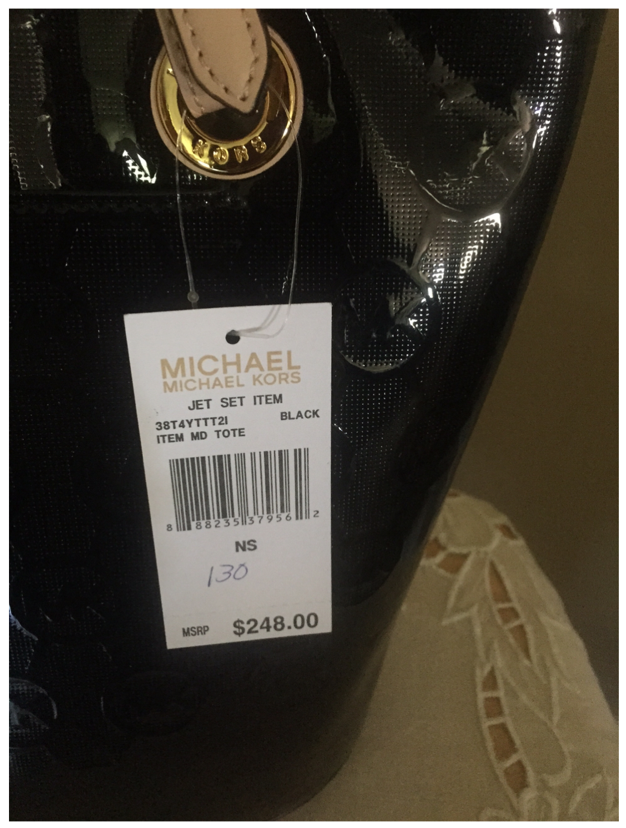 KORS
MICHAEL
MICHAEL KORS
JET SET ITEM
38T4YTTT2I BLACK
ITEM MD TOTE
8 88235 37956 2
NS
130
MSRP $248.00